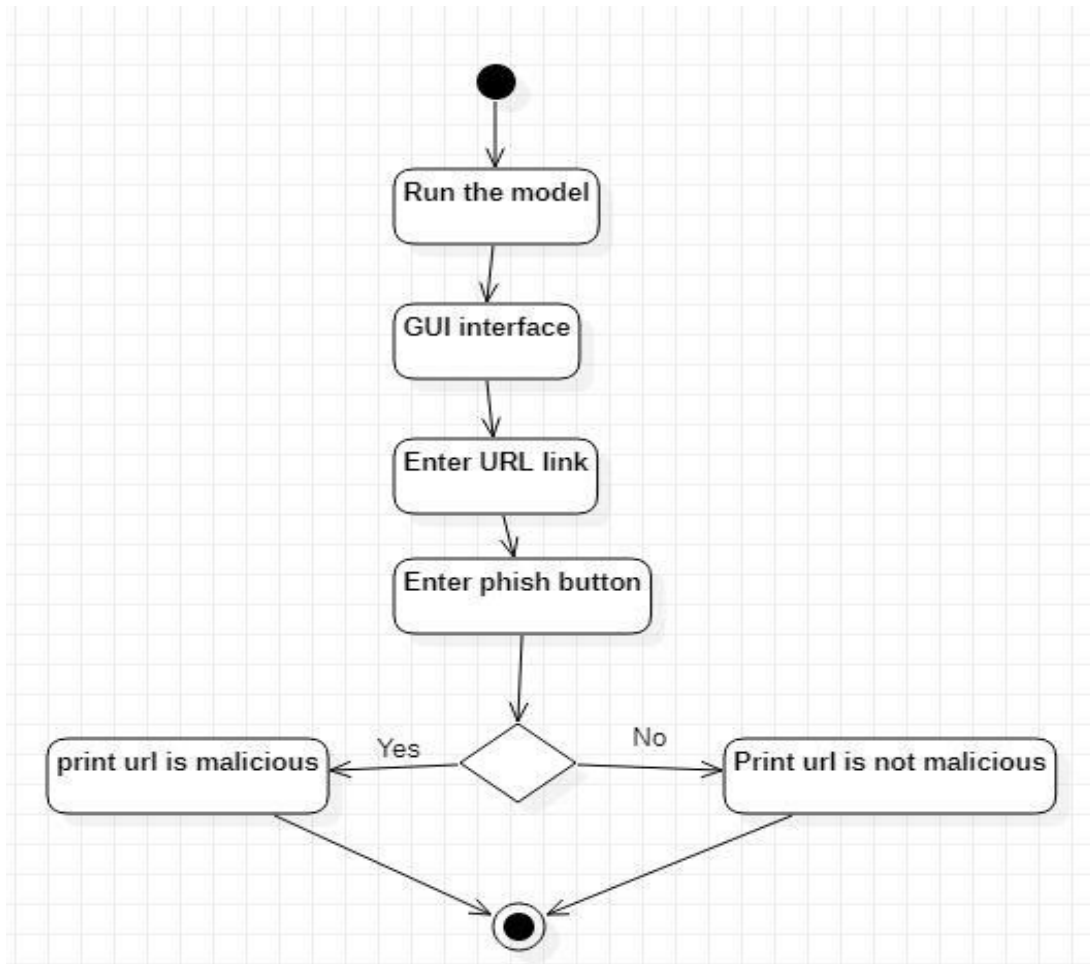 Run the model
GUI interface
Enter URL link
Enter phish button
Yes
No
print url is malicious
Print url is not malicious